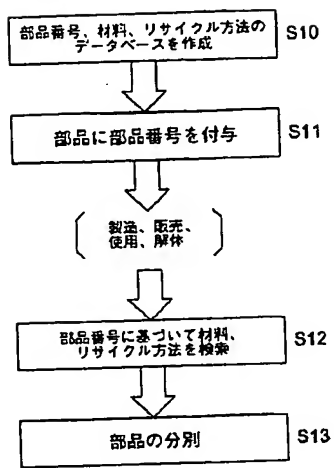 部品番号、材料、リサイクル方法の
データベースを作成
S10
部品に部品番号を付与
S11
製造、販売、
使用、解体
部品番号に基づいて材料、
リサイクル方法を検索
S12
部品の分別
S13